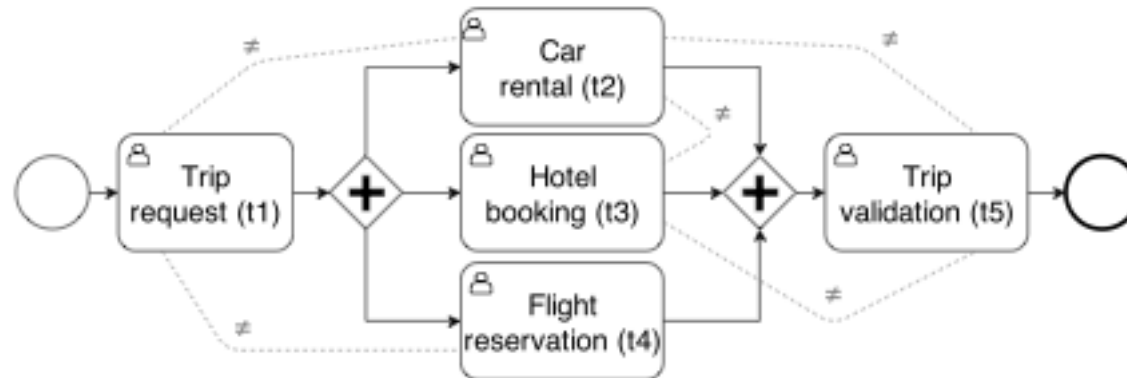 ≠
≠
Car
rental (t2)
≠
Trip
request (t1)
Hotel
booking (t3)
Trip
validation (t5)
≠
≠
Flight
reservation (t4)